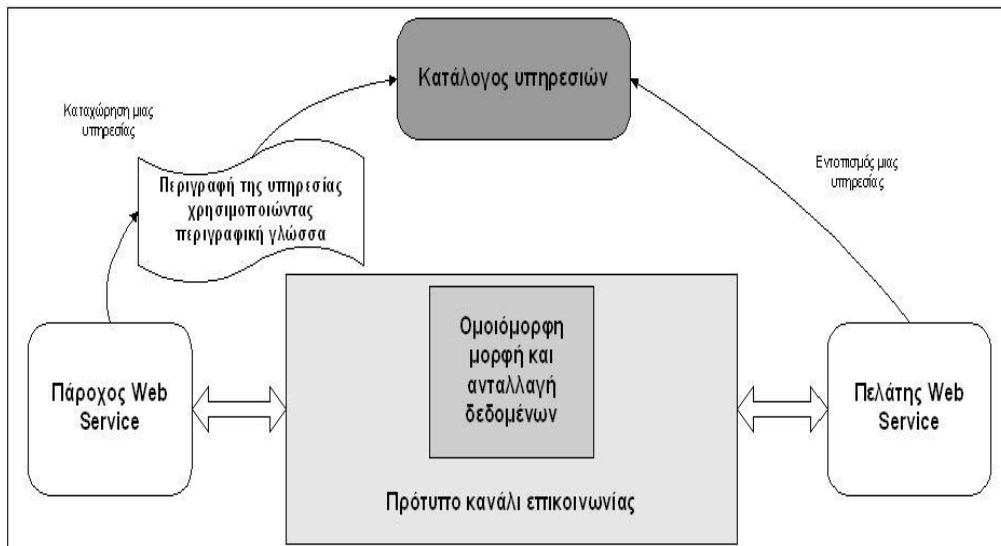 Κατάλογος υπηρεσιών
Καταχώρηση μιας
υπηρεσίας
Εντοπισμός μιας
υπηρεσίας
Περιγραφή της υπηρεσίας
χρησιμοποιώντας
περιγραφική γλώσσα
Ομοιόμορφη
μορφή και
ανταλλαγή
δεδομένων
Πάροχος Web
Service
Πελάτης Web
Service
Πρότυπο κανάλι επικοινωνίας